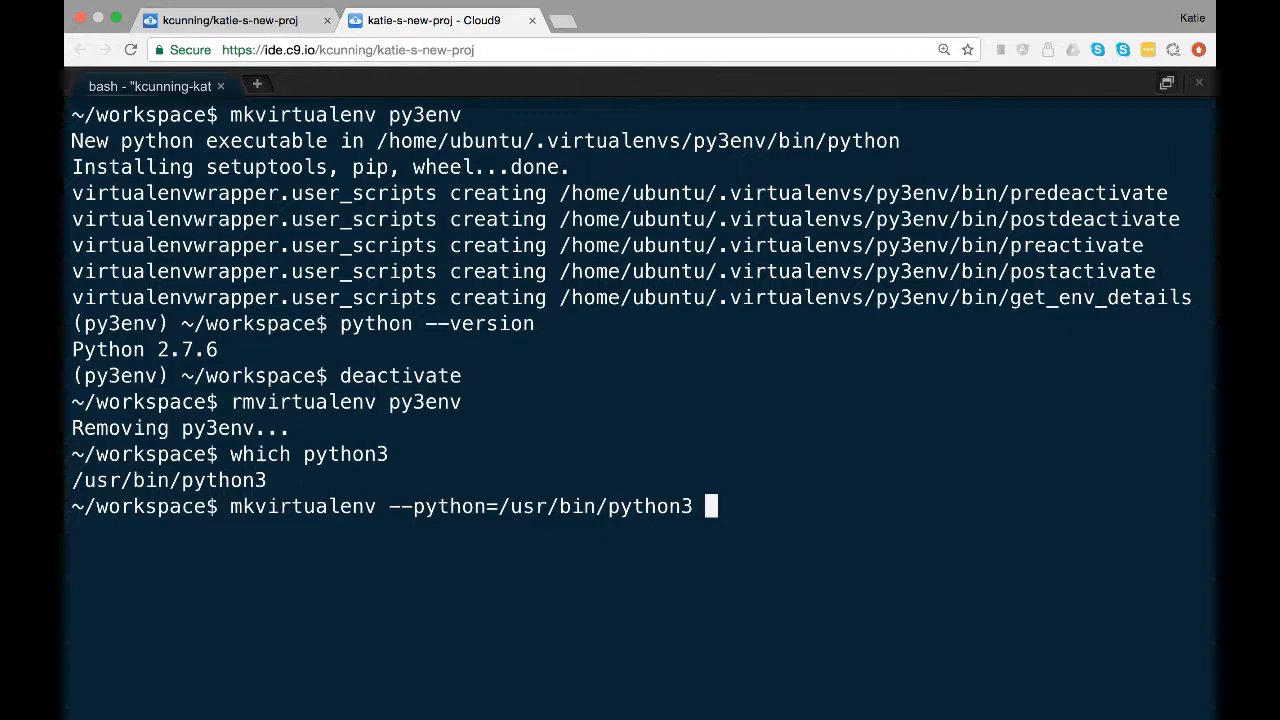 kcunning/katie-s-new-proj
katie-s-new-proj - Cloud9
Katie
Secure https://ide.c9.io/kcunning/katie-s-new-proj
bash - "kcunning-kat
~/workspace$ mkvirtualenv py3env
New python executable in /home/ubuntu/.virtualenvs/py3env/bin/python
Installing setuptools, pip, wheel...done.
virtualenvwrapper.user_scripts creating /home/ubuntu/.virtualenvs/py3env/bin/predeactivate
virtualenvwrapper.user_scripts creating /home/ubuntu/.virtualenvs/py3env/bin/postdeactivate
virtualenvwrapper.user_scripts creating /home/ubuntu/.virtualenvs/py3env/bin/preactivate
virtualenvwrapper.user_scripts creating /home/ubuntu/.virtualenvs/py3env/bin/postactivate
virtualenvwrapper.user_scripts creating /home/ubuntu/.virtualenvs/py3env/bin/get_env_details
(py3env) ~/workspace$ python --version
Python 2.7.6
(py3env) ~/workspace$ deactivate
~/workspace$ rmvirtualenv py3env
Removing py3env...
~/workspace$ which python3
/usr/bin/python3
~/workspace$ mkvirtualenv --python=/usr/bin/python3